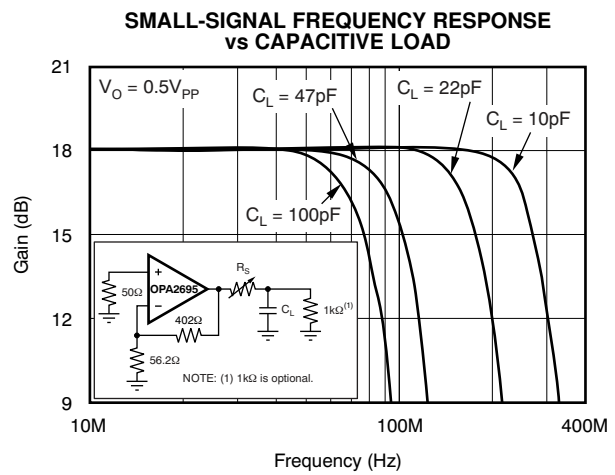 SMALL-SIGNAL FREQUENCY RESPONSE
vs CAPACITIVE LOAD
21
18
15
12
9
Gain (dB)
V_O = 0.5V_PP
C_L = 47pF
C_L = 22pF
C_L = 10pF
C_L = 100pF
+
OPA2695
−
50Ω
R_S
C_L
1kΩ(1)
402Ω
56.2Ω
NOTE: (1) 1kΩ is optional.
10M
100M
400M
Frequency (Hz)